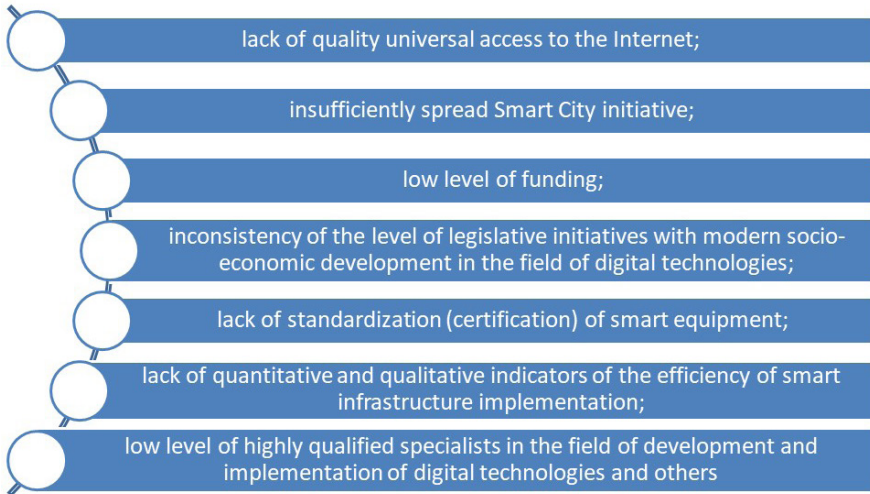 lack of quality universal access to the Internet;
insufficiently spread Smart City initiative;
low level of funding;
inconsistency of the level of legislative initiatives with modern socio-
economic development in the field of digital technologies;
lack of standardization (certification) of smart equipment;
lack of quantitative and qualitative indicators of the efficiency of smart
infrastructure implementation;
low level of highly qualified specialists in the field of development and
implementation of digital technologies and others